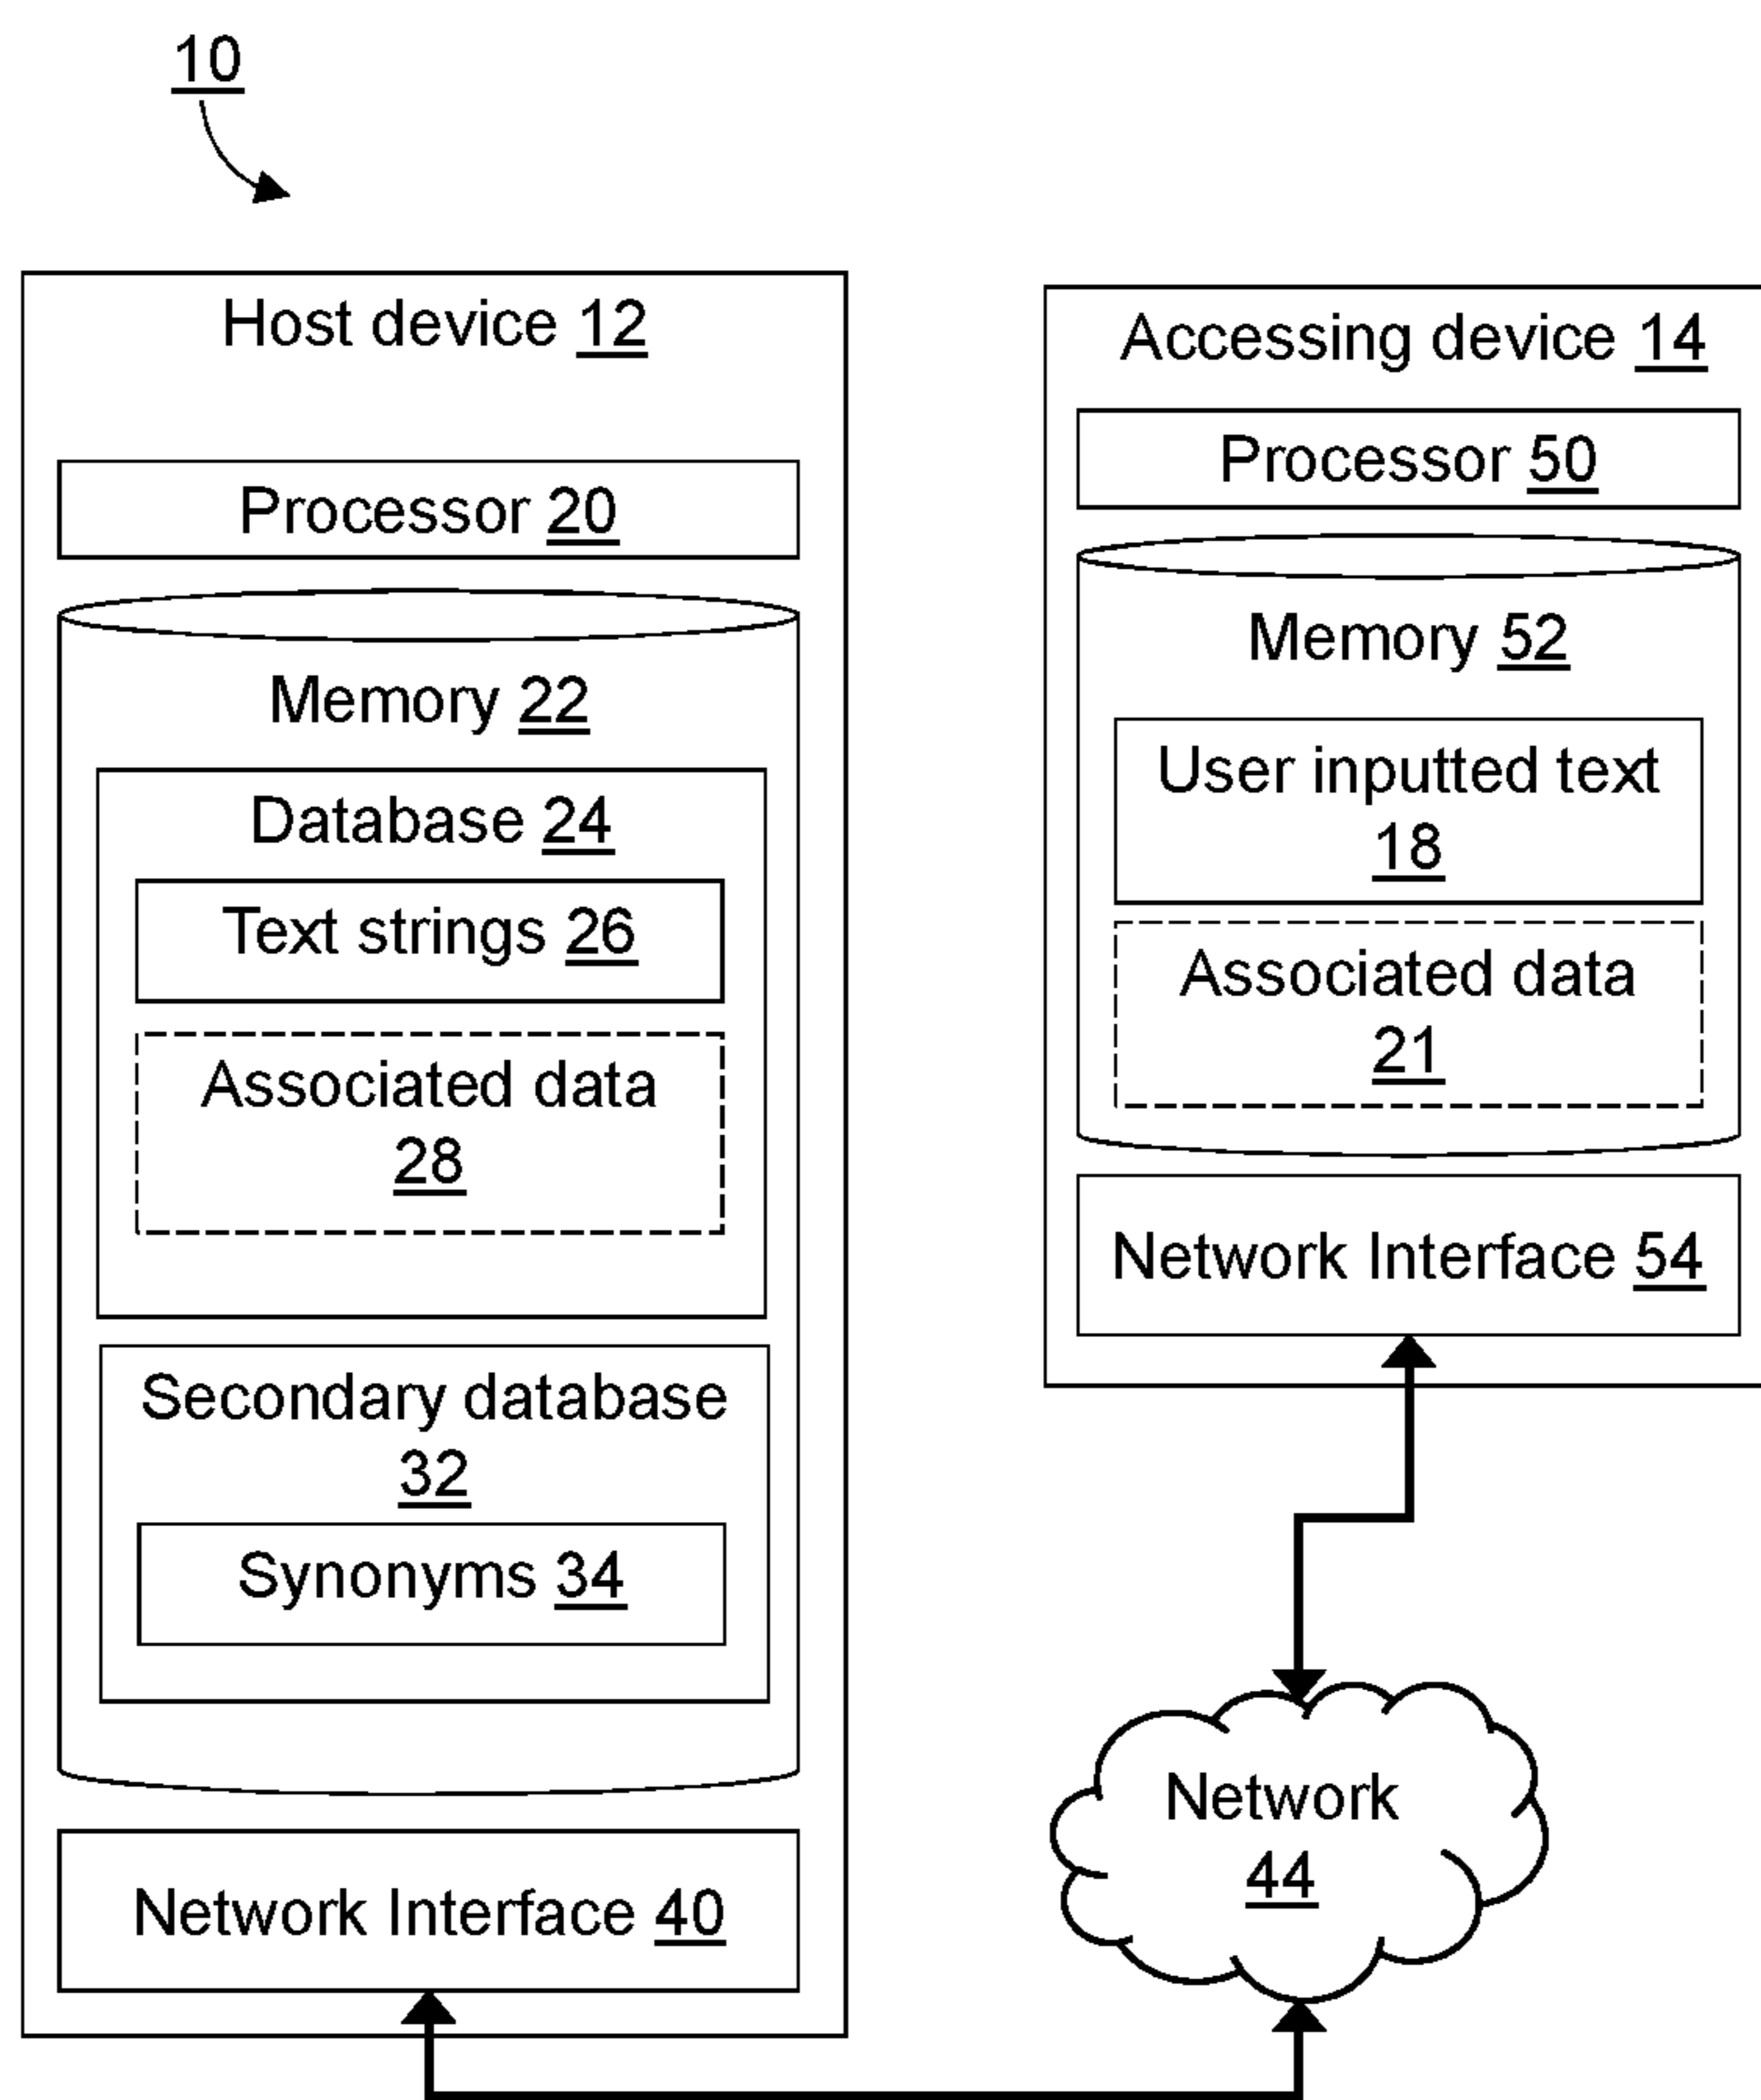 10
Host device 12
Processor 20
Memory 22
Database 24
Text strings 26
Associated data
28
Secondary database
32
Synonyms 34
Network Interface 40
Accessing device 14
Processor 50
Memory 52
User inputted text
18
Associated data
21
Network Interface 54
Network
44